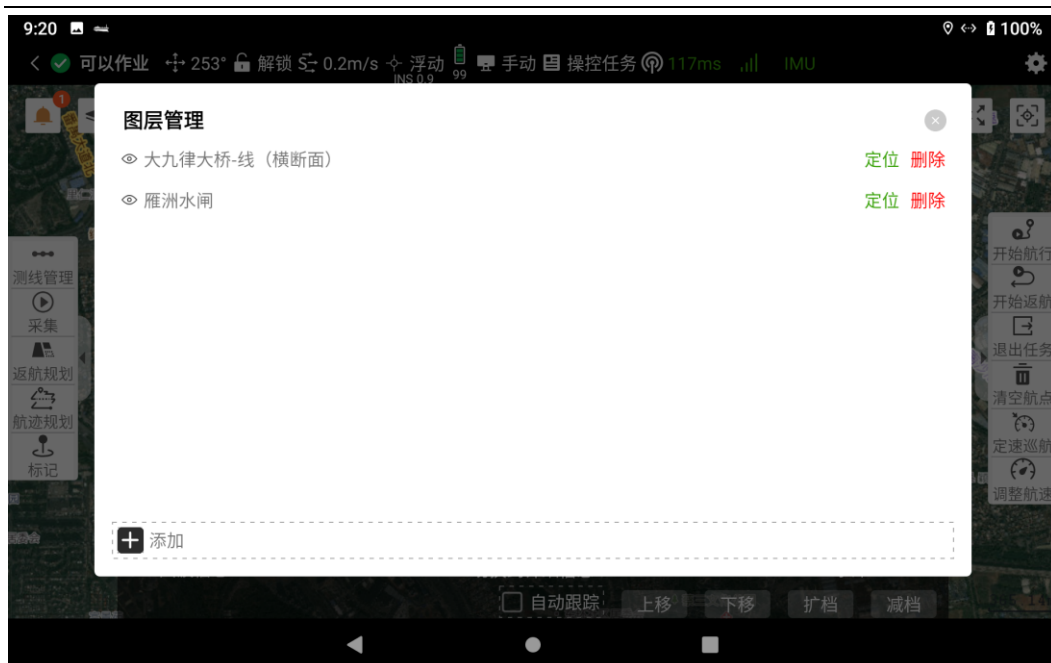 9:20 100%
可以作业 253° 解锁 0.2m/s 浮动 99 手动 操控任务 117ms IMU
INS 0.9
1
图层管理
大九律大桥-线（横断面） 定位 删除
雁洲水闸 定位 删除
测线管理
采集
返航规划
航迹规划
标记
开始航行
开始返航
退出任务
清空航点
定速巡航
调整航速
添加
自动跟踪 上移 下移 扩档 减档